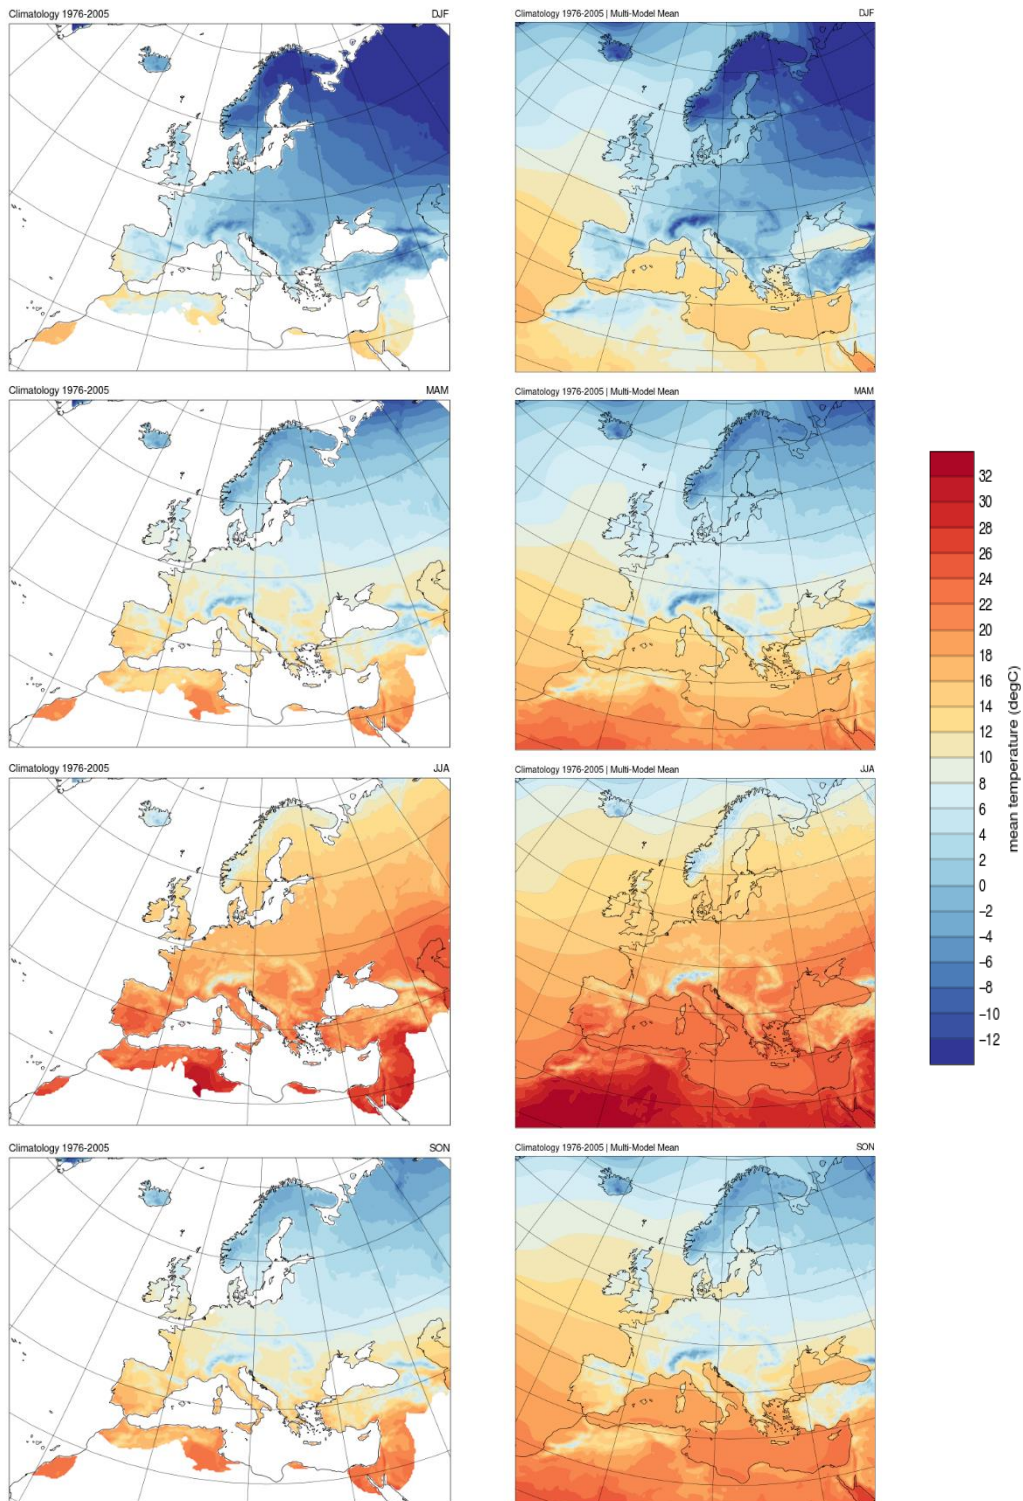 Climatology 1976-2005 DJF
Climatology 1976-2005 | Multi-Model Mean DJF
Climatology 1976-2005 MAM
Climatology 1976-2005 | Multi-Model Mean MAM
Climatology 1976-2005 JJA
Climatology 1976-2005 | Multi-Model Mean JJA
Climatology 1976-2005 SON
Climatology 1976-2005 | Multi-Model Mean SON
32
30
28
26
24
22
20
18
16
14
12
10
8
6
4
2
0
−2
−4
−6
−8
−10
−12
mean temperature (degC)